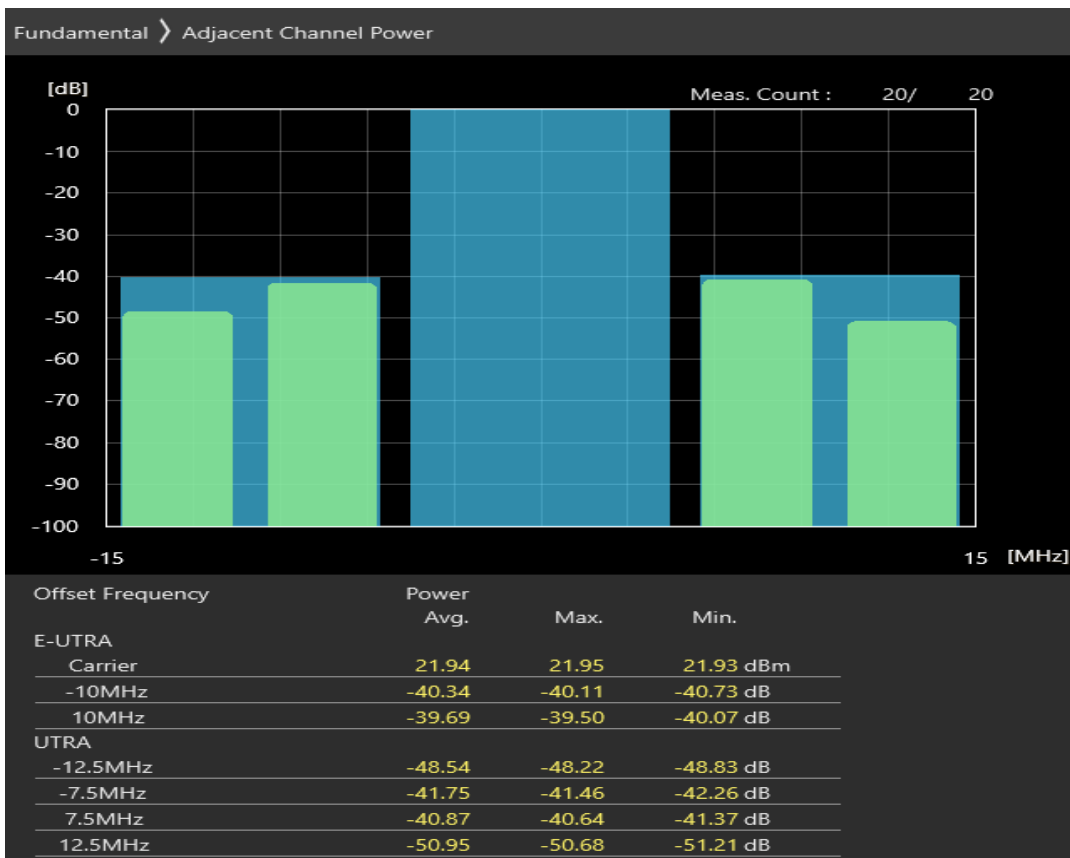 Fundamental 〉 Adjacent Channel Power
[dB]
Meas. Count : 20/ 20
0
-10
-20
-30
-40
-50
-60
-70
-80
-90
-100
-15 15 [MHz]
Offset Frequency Power
Avg. Max. Min.
E-UTRA
Carrier 21.94 21.95 21.93 dBm
-10MHz -40.34 -40.11 -40.73 dB
10MHz -39.69 -39.50 -40.07 dB
UTRA
-12.5MHz -48.54 -48.22 -48.83 dB
-7.5MHz -41.75 -41.46 -42.26 dB
7.5MHz -40.87 -40.64 -41.37 dB
12.5MHz -50.95 -50.68 -51.21 dB